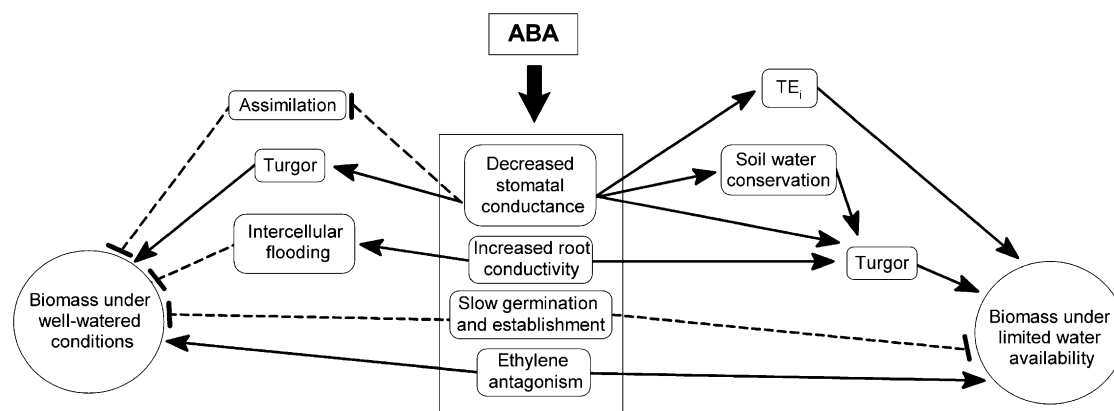 ABA
Assimilation
TEi
Turgor
Decreased
stomatal
conductance
Soil water
conservation
Intercellular
flooding
Increased root
conductivity
Turgor
Biomass under
well-watered
conditions
Slow germination
and establishment
Biomass under
limited water
availability
Ethylene
antagonism